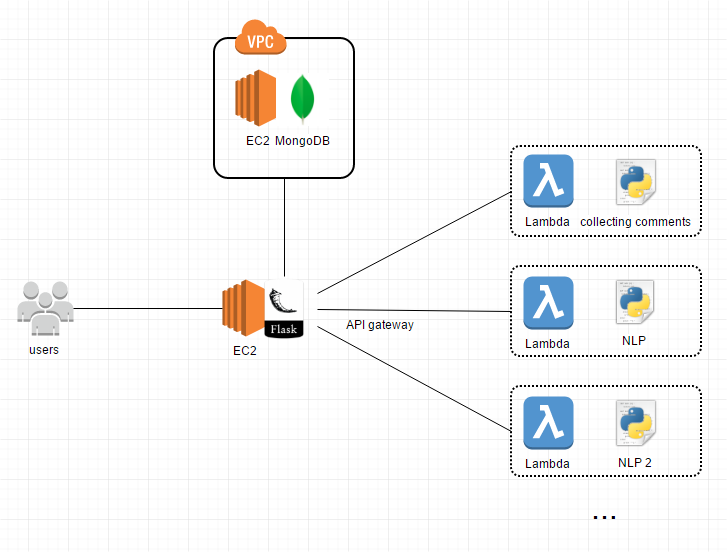 VPC
EC2 MongoDB
Lambda collecting comments
users
EC2
Flask
API gateway
Lambda NLP
Lambda NLP 2
...